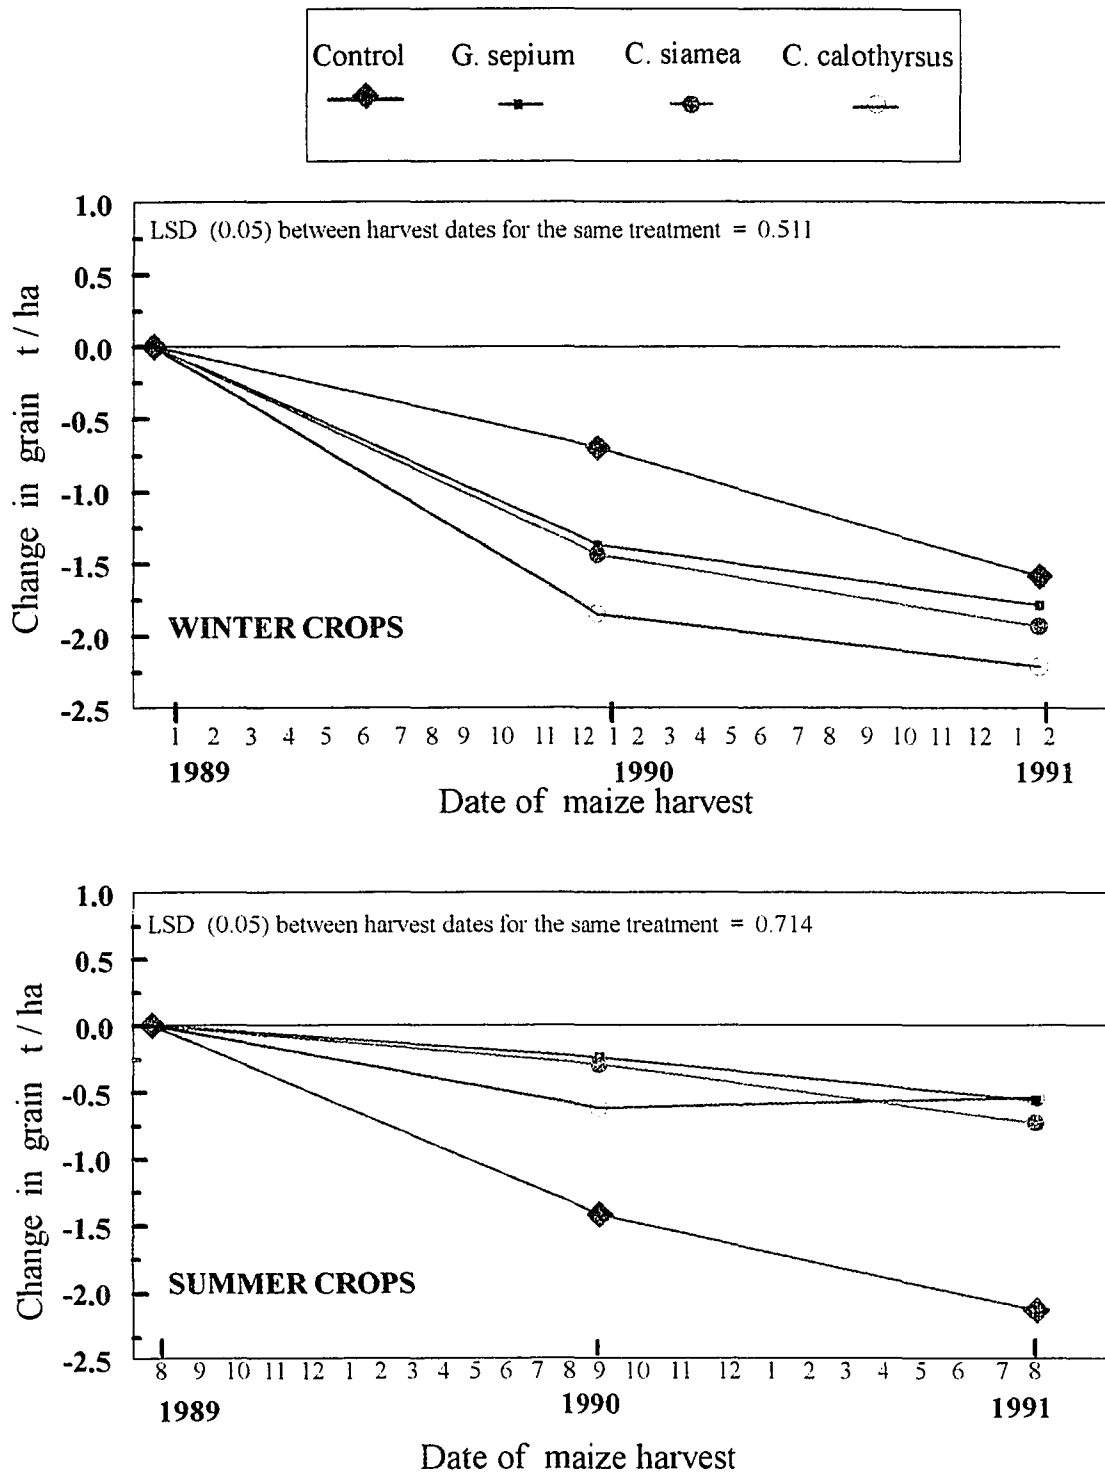 Control G. sepium C. siamea C. calothyrsus
1.0
LSD (0.05) between harvest dates for the same treatment = 0.511
0.5
0.0
-0.5
-1.0
-1.5
-2.0
-2.5
Change in grain t / ha
WINTER CROPS
1 2 3 4 5 6 7 8 9 10 11 12 1 2 3 4 5 6 7 8 9 10 11 12 1 2
1989 1990 1991
Date of maize harvest
1.0
LSD (0.05) between harvest dates for the same treatment = 0.714
0.5
0.0
-0.5
-1.0
-1.5
-2.0
-2.5
Change in grain t / ha
SUMMER CROPS
8 9 10 11 12 1 2 3 4 5 6 7 8 9 10 11 12 1 2 3 4 5 6 7 8
1989 1990 1991
Date of maize harvest